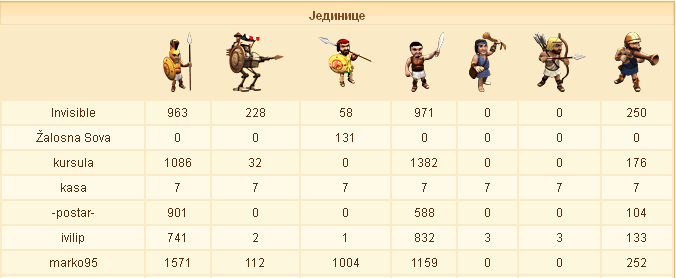 Јединице
Invisible 963 228 58 971 0 0 250
Žalosna Sova 0 0 131 0 0 0 0
kursula 1086 32 0 1382 0 0 176
kasa 7 7 7 7 7 7 7
-postar- 901 0 0 588 0 0 104
ivilip 741 2 1 832 3 3 133
marko95 1571 112 1004 1159 0 0 252